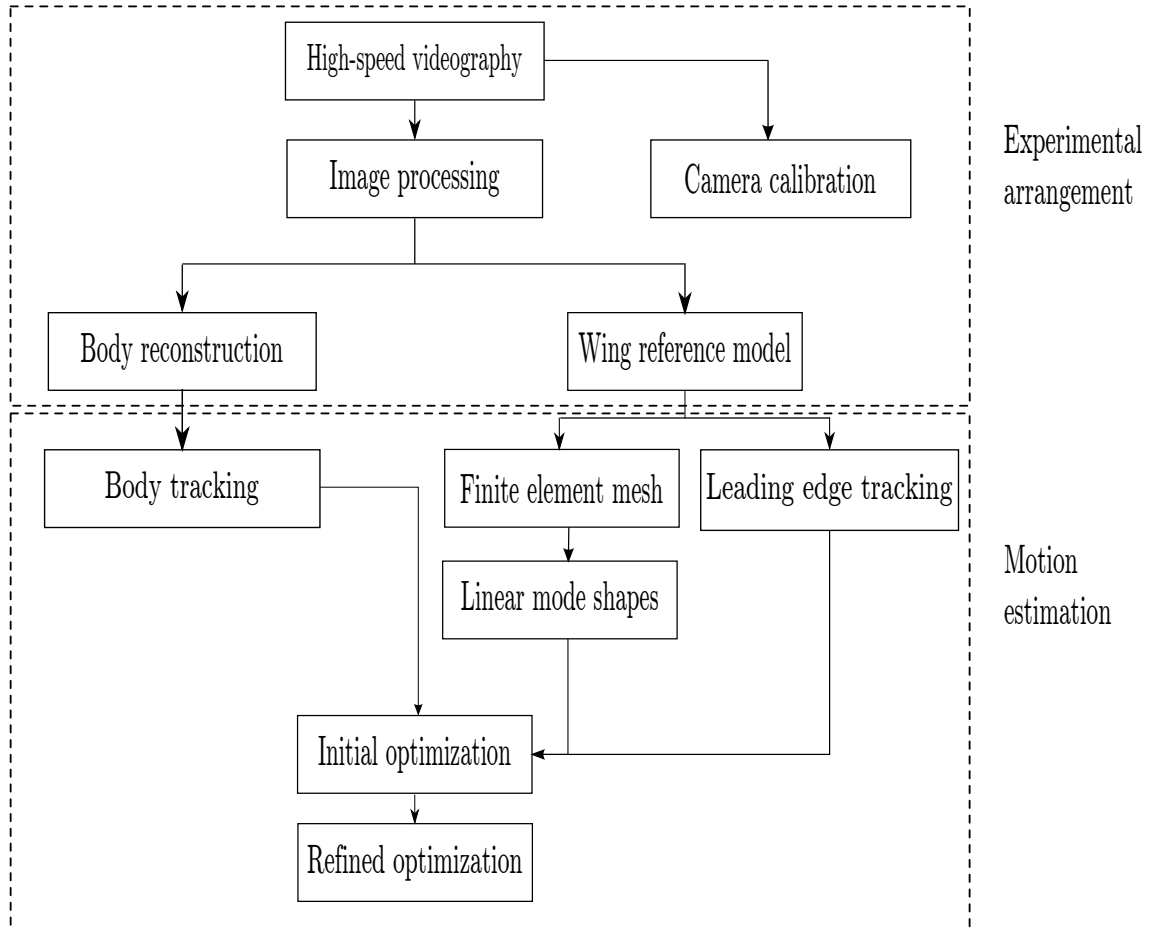 High-speed videography
Image processing
Camera calibration
Experimental
arrangement
Body reconstruction
Wing reference model
Body tracking
Finite element mesh
Leading edge tracking
Linear mode shapes
Motion
estimation
Initial optimization
Refined optimization